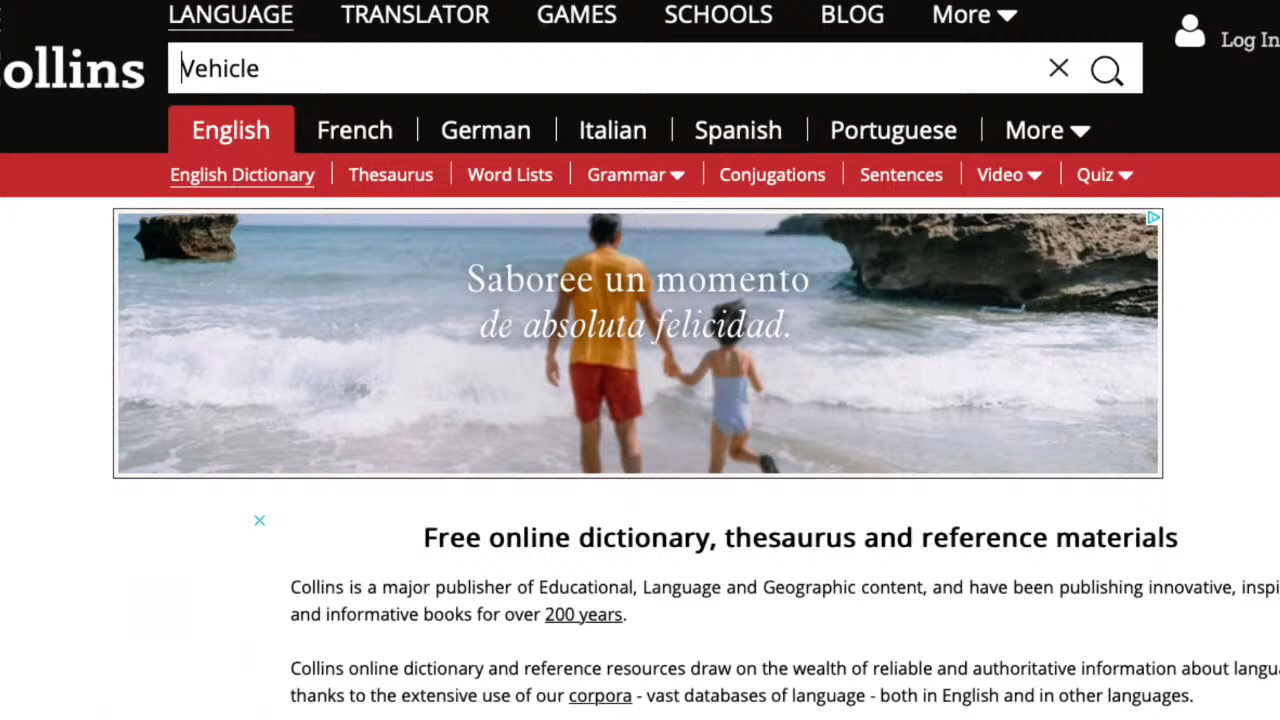 LANGUAGE TRANSLATOR GAMES SCHOOLS BLOG More
ollins
Vehicle
Log In
English French German Italian Spanish Portuguese More
English Dictionary Thesaurus Word Lists Grammar Conjugations Sentences Video Quiz
Saboree un momento
de absoluta felicidad.
Free online dictionary, thesaurus and reference materials
Collins is a major publisher of Educational, Language and Geographic content, and have been publishing innovative, inspi
and informative books for over 200 years.
Collins online dictionary and reference resources draw on the wealth of reliable and authoritative information about langu
thanks to the extensive use of our corpora - vast databases of language - both in English and in other languages.